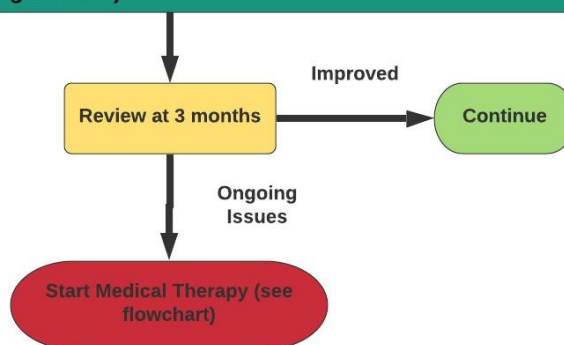 Improved
Review at 3 months
Continue
Ongoing
Issues
Start Medical Therapy (see
flowchart)